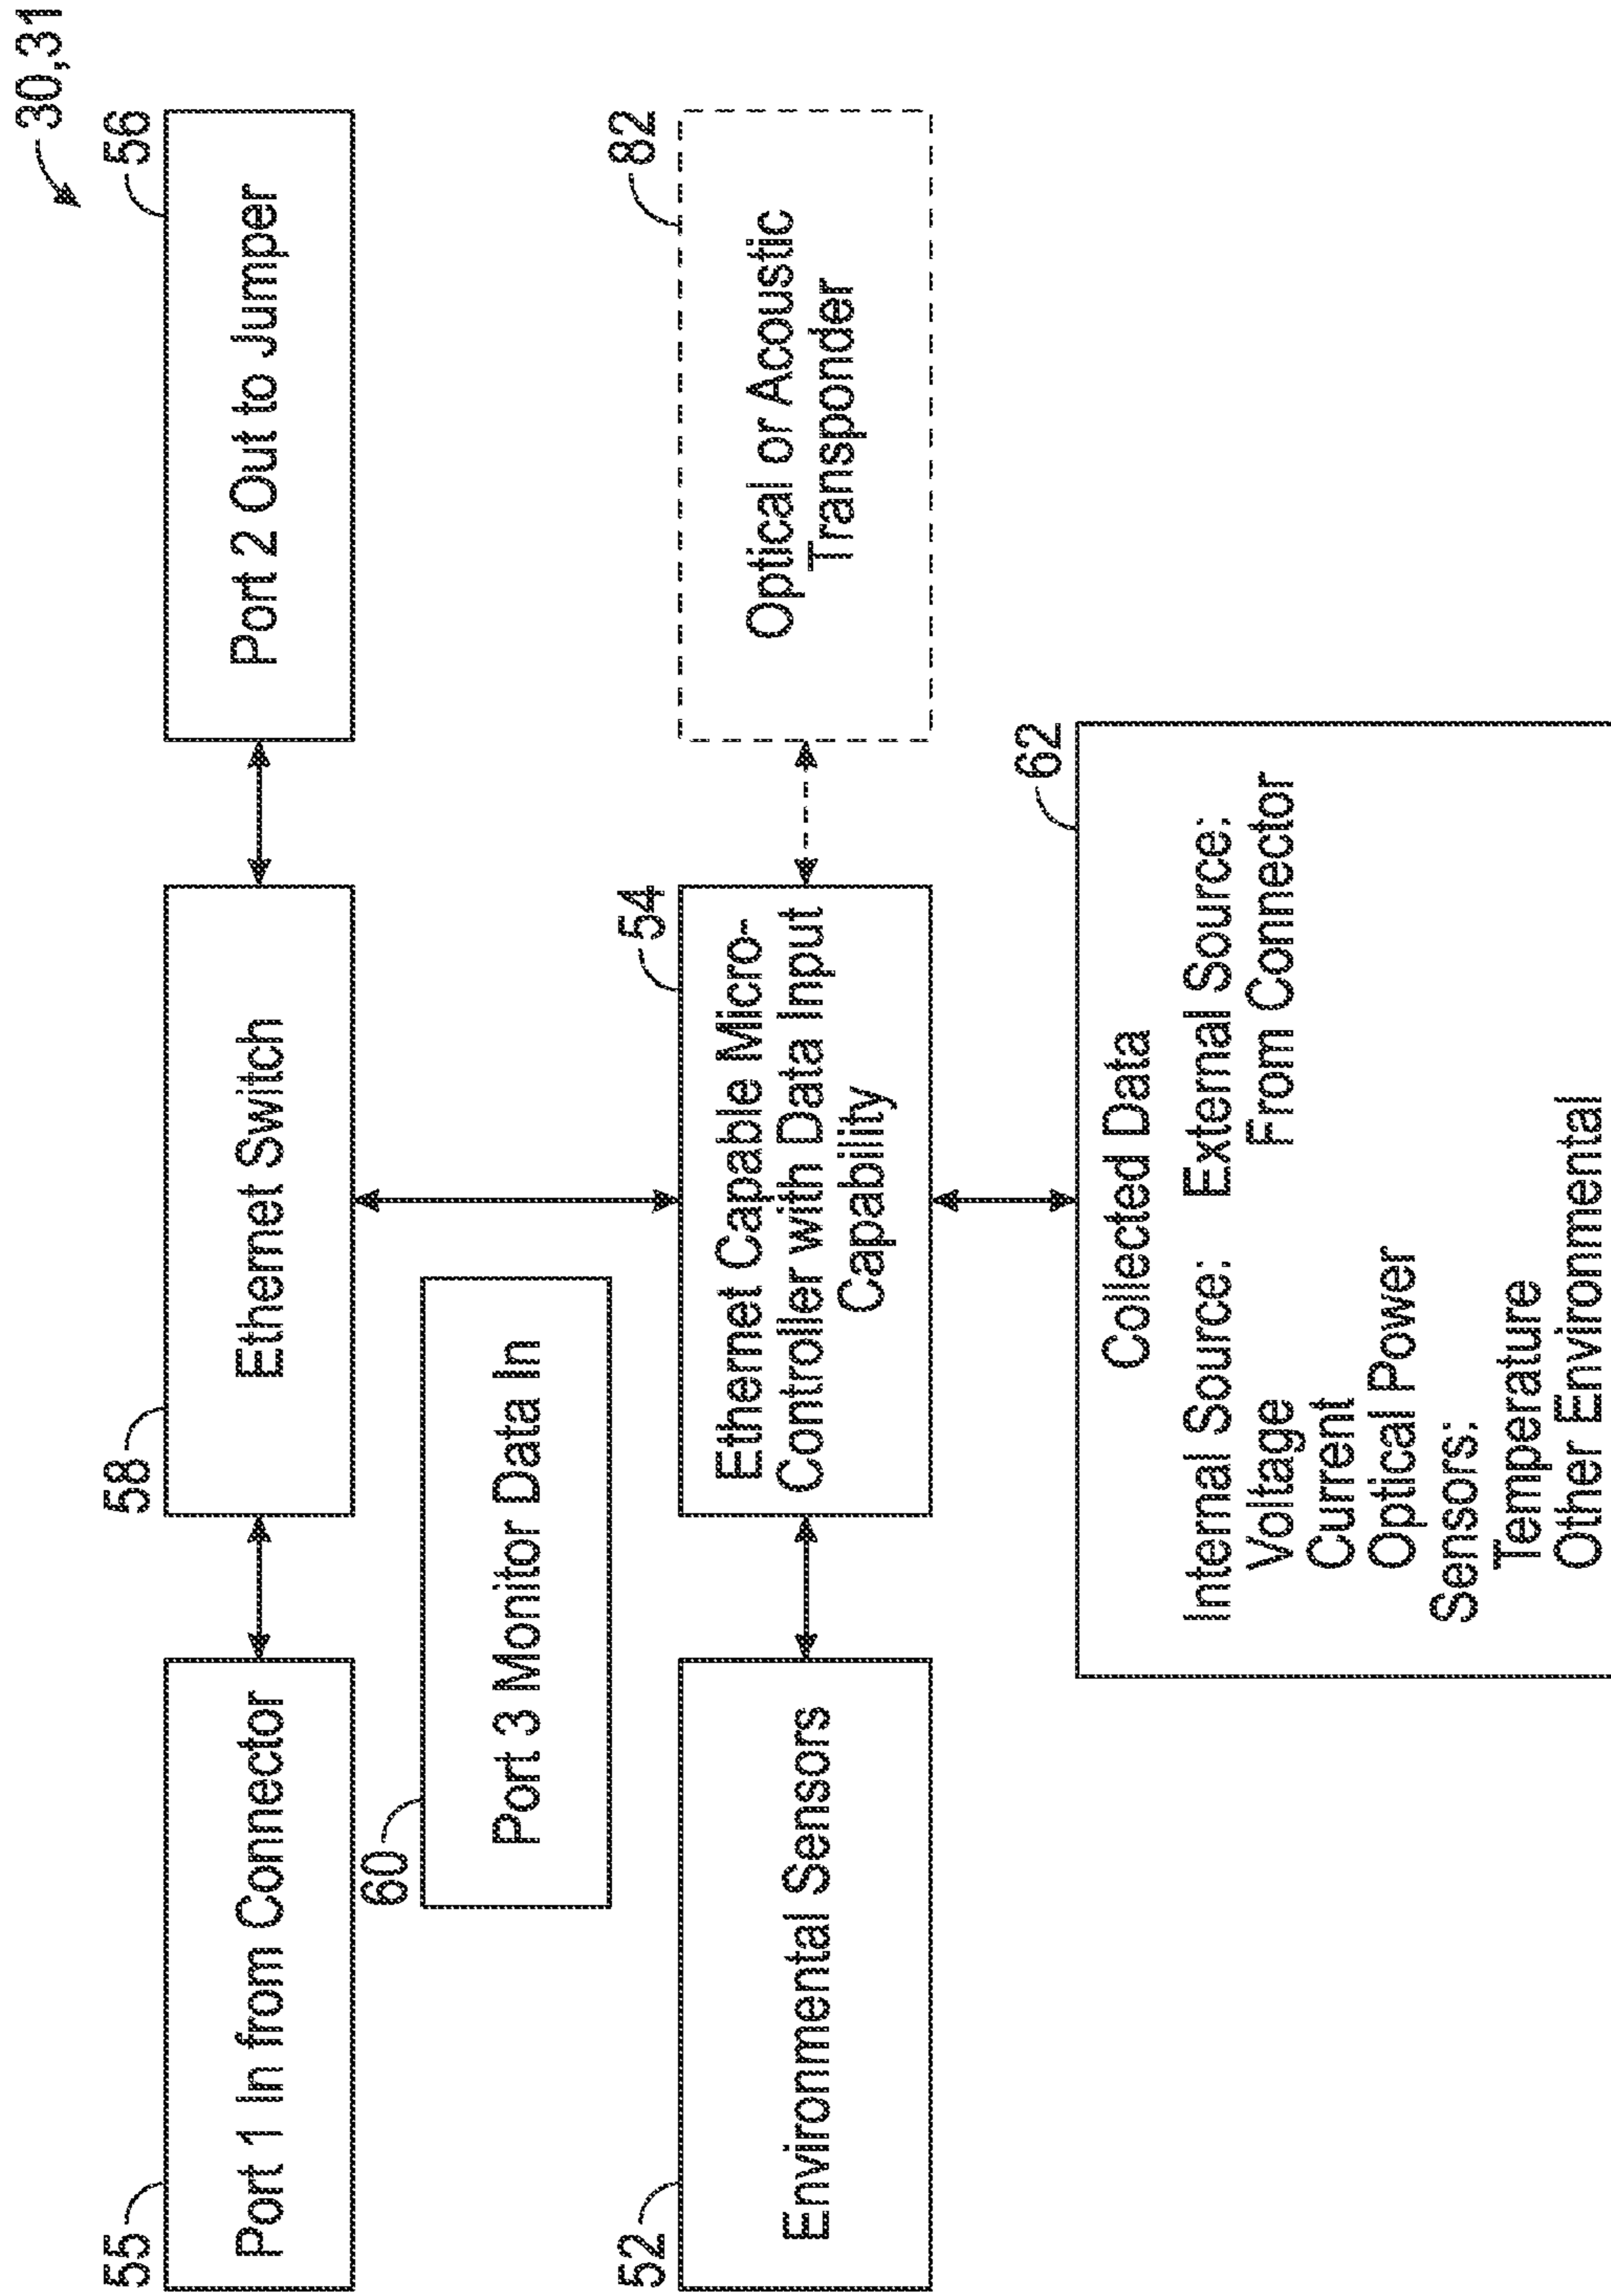 30,31
55
Port 1 In from Connector
58
Ethernet Switch
56
Port 2 Out to Jumper
60
Port 3 Monitor Data In
52
Environmental Sensors
54
Ethernet Capable Micro-
Controller with Data Input
Capability
82
Optical or Acoustic
Transponder
62
Collected Data
Internal Source:
Voltage
Current
Optical Power
Sensors:
Temperature
Other Environmental
External Source:
From Connector